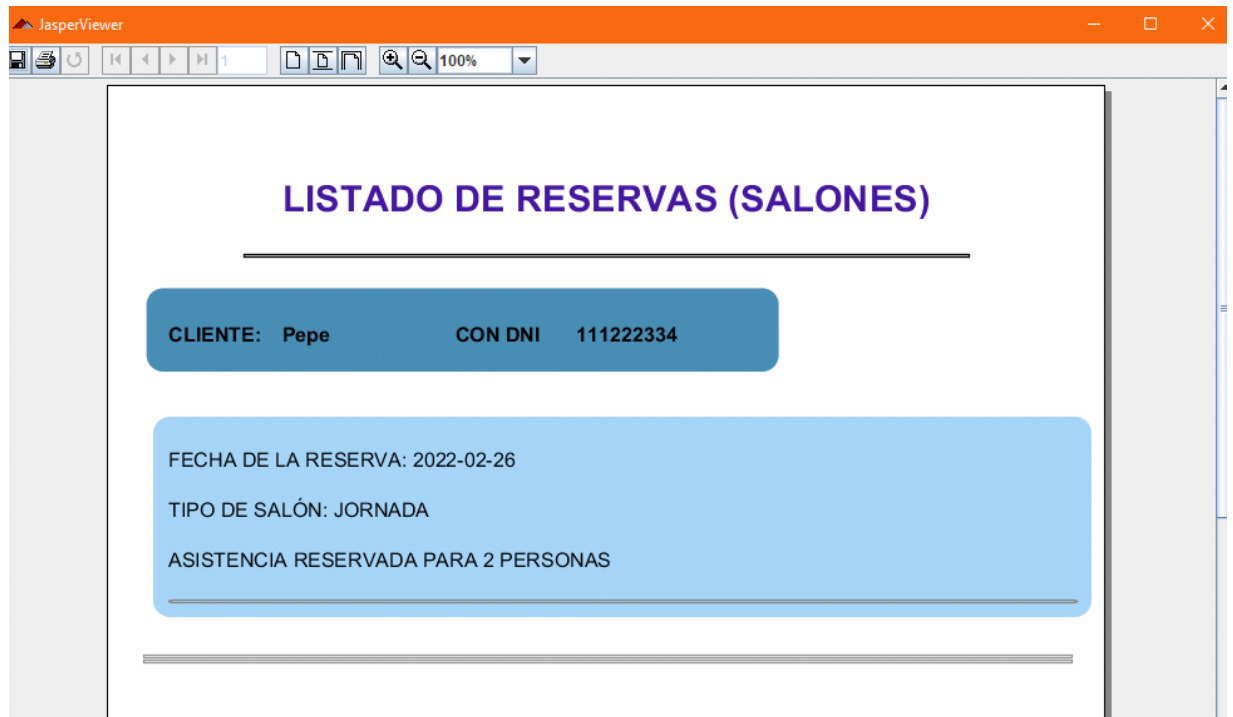 JasperViewer
1
100%
LISTADO DE RESERVAS (SALONES)
CLIENTE: Pepe CON DNI 111222334
FECHA DE LA RESERVA: 2022-02-26
TIPO DE SALÓN: JORNADA
ASISTENCIA RESERVADA PARA 2 PERSONAS